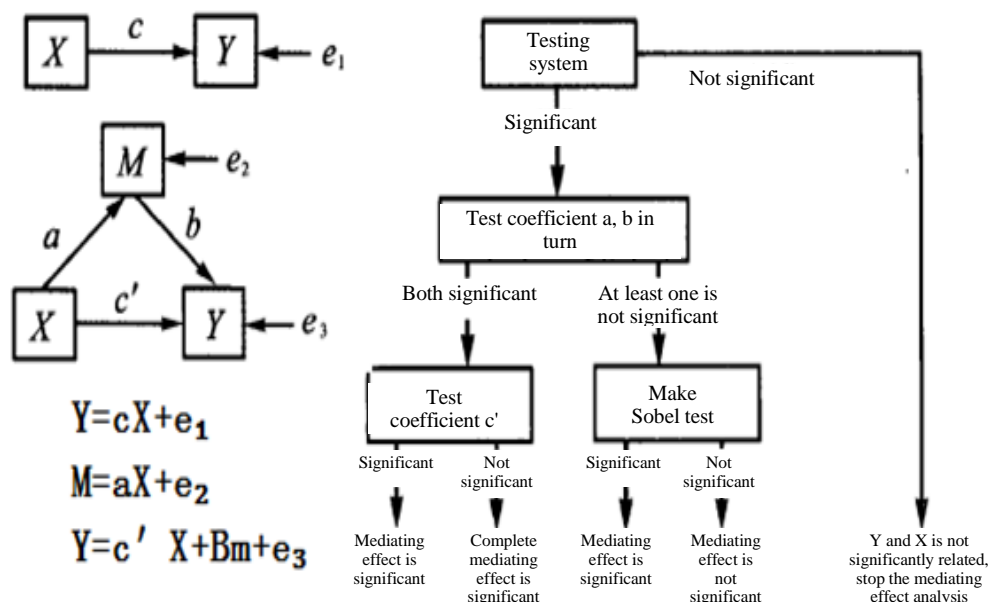 c
X
Y
e1
M
e2
a
b
X
c'
Y
e3
Y=cX+e1
M=aX+e2
Y=c' X+Bm+e3
Testing
system
Not significant
Significant
Test coefficient a, b in
turn
Both significant
At least one is
not significant
Test
coefficient c'
Make
Sobel test
Significant
Not
significant
Significant
Not
significant
Mediating
effect is
significant
Complete
mediating
effect is
significant
Mediating
effect is
significant
Mediating
effect is
not
significant
Y and X is not
significantly related,
stop the mediating
effect analysis